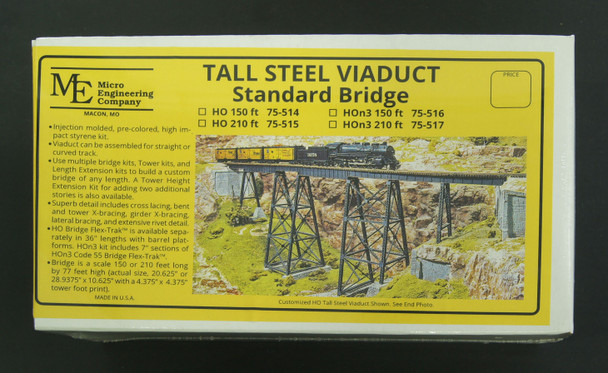 ME
Micro
Engineering
Company
MACON, MO
TALL STEEL VIADUCT
Standard Bridge
HO 150 ft 75-514
HO 210 ft 75-515
HOn3 150 ft 75-516
HOn3 210 ft 75-517
PRICE
•Injection molded, pre-colored, high im-
pact styrene kit.
•Viaduct can be assembled for straight or
curved track.
•Use multiple bridge kits, Tower kits, and
Length Extension kits to build a custom
bridge of any length. A Tower Height
Extension Kit for adding two additional
stories is also available.
•Superb detail includes cross lacing, bent
and tower X-bracing, girder X-bracing,
lateral bracing, and extensive rivet detail.
•HO Bridge Flex-Trak™ is available sepa-
rately in 36" lengths with barrel plat-
forms. HOn3 kit includes 7" sections of
HOn3 Code 55 Bridge Flex-Trak™.
•Bridge is a scale 150 or 210 feet long
by 77 feet high (actual size, 20.625" or
28.9375" x 10.625" with a 4.375" x 4.375"
tower foot print).
MADE IN U.S.A.
Customized HO Tall Steel Viaduct Shown. See End Photo.